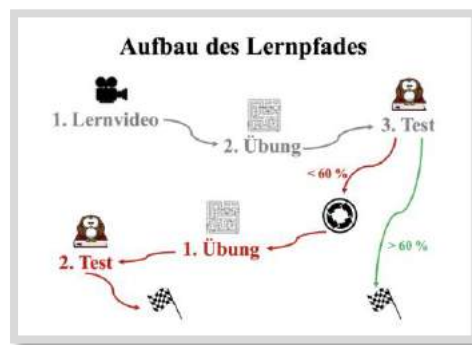 Aufbau des Lernpfades
1. Lernvideo
2. Übung
3. Test
< 60 %
> 60 %
1. Übung
2. Test